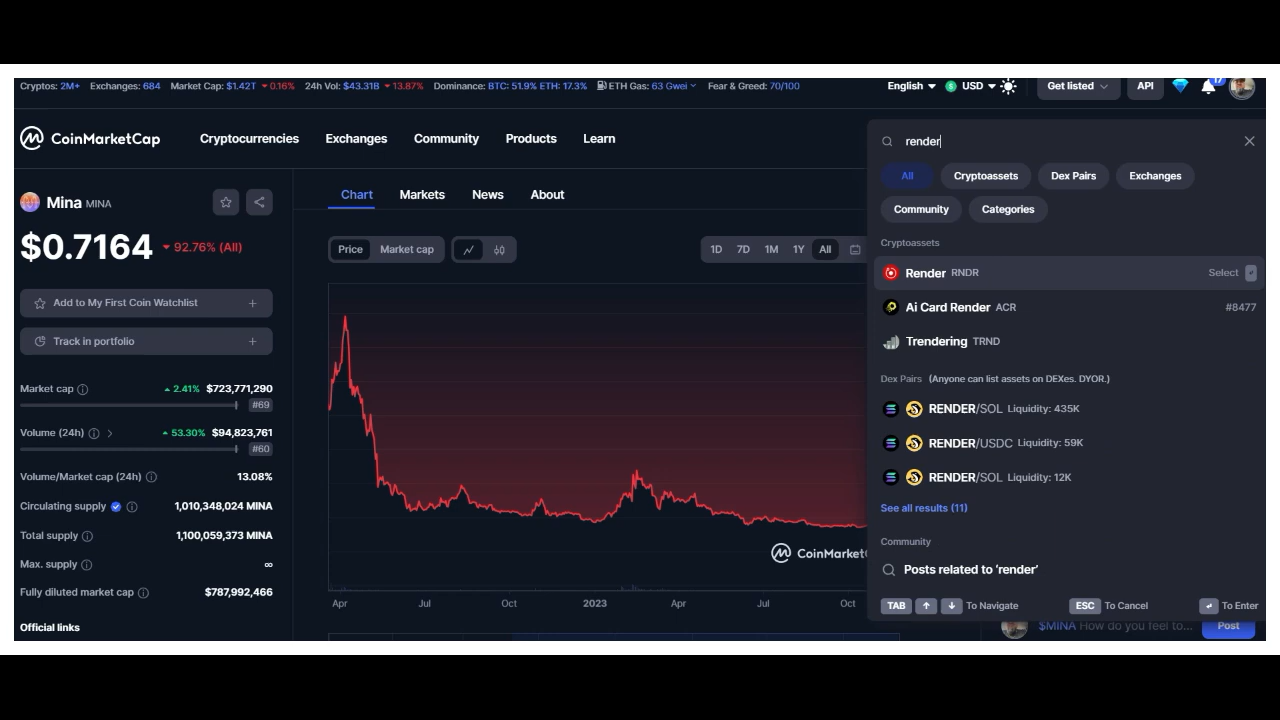 Cryptos: 2M+ Exchanges: 684 Market Cap: $1.42T 0.16% 24h Vol: $43.31B 13.87% Dominance: BTC: 51.9% ETH: 17.3% ETH Gas: 63 Gwei Fear & Greed: 70/100 English USD Get listed API 17
CoinMarketCap Cryptocurrencies Exchanges Community Products Learn
render
All Cryptoassets Dex Pairs Exchanges
Community Categories
Mina MINA
Chart Markets News About
$0.7164 92.76% (All)
Price Market cap 1D 7D 1M 1Y All
Add to My First Coin Watchlist +
Track in portfolio +
Market cap 2.41% $723,771,290
#69
Volume (24h) 53.30% $94,823,761
#60
Volume/Market cap (24h) 13.08%
Circulating supply 1,010,348,024 MINA
Total supply 1,100,059,373 MINA
Max. supply ∞
Fully diluted market cap $787,992,466
Official links
CoinMarketC
Apr Jul Oct 2023 Apr Jul Oct
Cryptoassets
Render RNDR Select
Ai Card Render ACR #8477
Trendering TRND
Dex Pairs (Anyone can list assets on DEXes. DYOR.)
RENDER/SOL Liquidity: 435K
RENDER/USDC Liquidity: 59K
RENDER/SOL Liquidity: 12K
See all results (11)
Community
Posts related to 'render'
TAB ↑ ↓ To Navigate ESC To Cancel ↵ To Enter
$MINA How do you feel to... Post